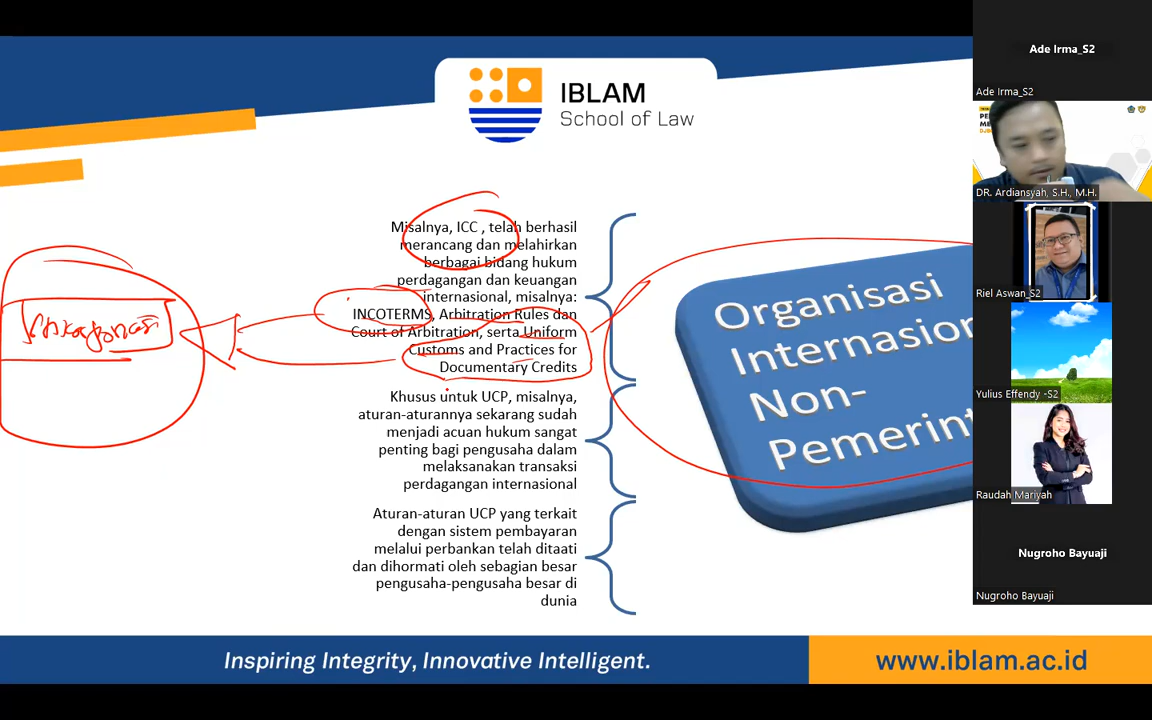 IBLAM
School of Law
Misalnya, ICC , telah berhasil
merancang dan melahirkan
berbagai bidang hukum
perdagangan dan keuangan
internasional, misalnya:
INCOTERMS, Arbitration Rules dan
Court of Arbitration, serta Uniform
Customs and Practices for
Documentary Credits
Khusus untuk UCP, misalnya,
aturan-aturannya sekarang sudah
menjadi acuan hukum sangat
penting bagi pengusaha dalam
melaksanakan transaksi
perdagangan internasional
Aturan-aturan UCP yang terkait
dengan sistem pembayaran
melalui perbankan telah ditaati
dan dihormati oleh sebagian besar
pengusaha-pengusaha besar di
dunia
Organisasi
Internasion
Non-
Pemerint
Inspiring Integrity, Innovative Intelligent.
www.iblam.ac.id
Ade Irma_S2
Ade Irma_S2
DR. Ardiansyah, S.H., M.H.
Riel Aswan_S2
Yulius Effendy -S2
Raudah Mariyah
Nugroho Bayuaji
Nugroho Bayuaji